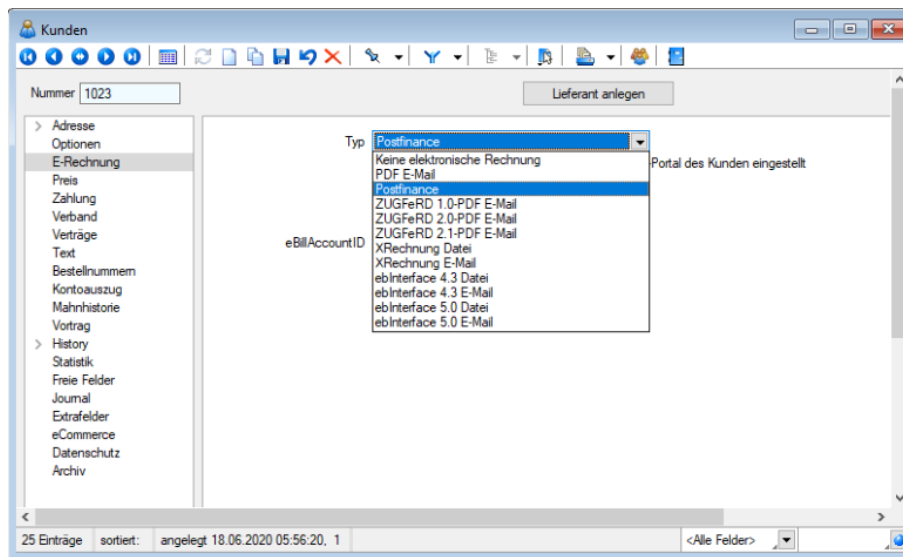 Kunden
Nummer 1023 Lieferant anlegen
Adresse
Optionen
E-Rechnung
Preis
Zahlung
Verband
Verträge
Text
Bestellnummern
Kontoauszug
Mahnhistorie
Vortrag
History
Statistik
Freie Felder
Journal
Extrafelder
eCommerce
Datenschutz
Archiv
Typ Postfinance
Keine elektronische Rechnung
PDF E-Mail
Postfinance
ZUGFeRD 1.0-PDF E-Mail
ZUGFeRD 2.0-PDF E-Mail
ZUGFeRD 2.1-PDF E-Mail
XRechnung Datei
XRechnung E-Mail
ebInterface 4.3 Datei
ebInterface 4.3 E-Mail
ebInterface 5.0 Datei
ebInterface 5.0 E-Mail
-Portal des Kunden eingestellt
eBillAccountID
25 Einträge sortiert: angelegt 18.06.2020 05:56:20, 1 <Alle Felder>